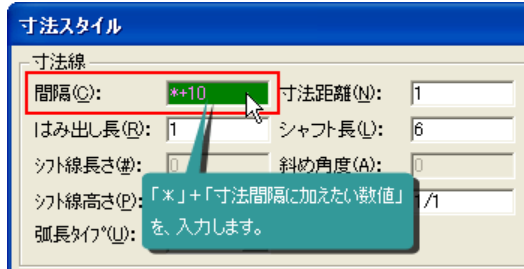 寸法スタイル
寸法線
間隔(C): *+10 寸法距離(N): 1
はみ出し長(R): 1 シャフト長(L): 6
ｼﾌﾄ線長さ(#): 0 斜め角度(A): 0
ｼﾌﾄ線高さ(P): 1/1
弧長ﾀｲﾌﾟ(U):
「＊」+「寸法間隔に加えたい数値」
を、入力します。